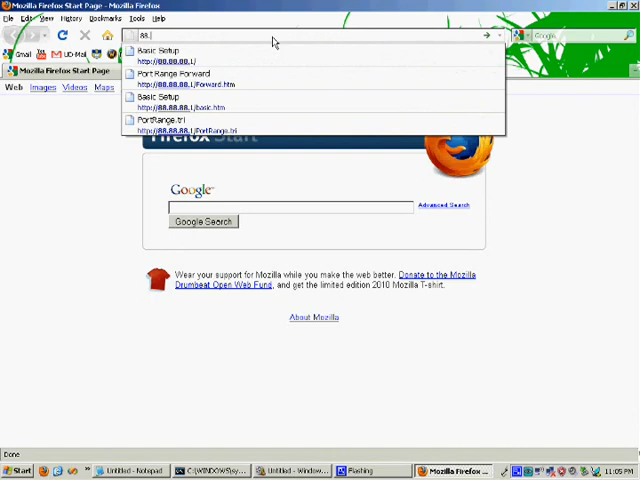 Mozilla Firefox Start Page - Mozilla Firefox
File Edit View History Bookmarks Tools Help
88.
Google
Gmail UD-Mail
Basic Setup
http://88.88.88.1/
Port Range Forward
http://88.88.88.1/Forward.htm
Basic Setup
http://88.88.88.1/basic.htm
PortRange.tri
http://88.88.88.1/PortRange.tri
Mozilla Firefox Start Page
Web Images Videos Maps
Start
Google
Advanced Search
Google Search
Wear your support for Mozilla while you make the web better. Donate to the Mozilla
Drumbeat Open Web Fund, and get the limited edition 2010 Mozilla T-shirt.
About Mozilla
Done
Start
Untitled - Notepad
C:\WINDOWS\sy...
Untitled - Window...
Flashing
Mozilla Firefox ...
11:05 PM